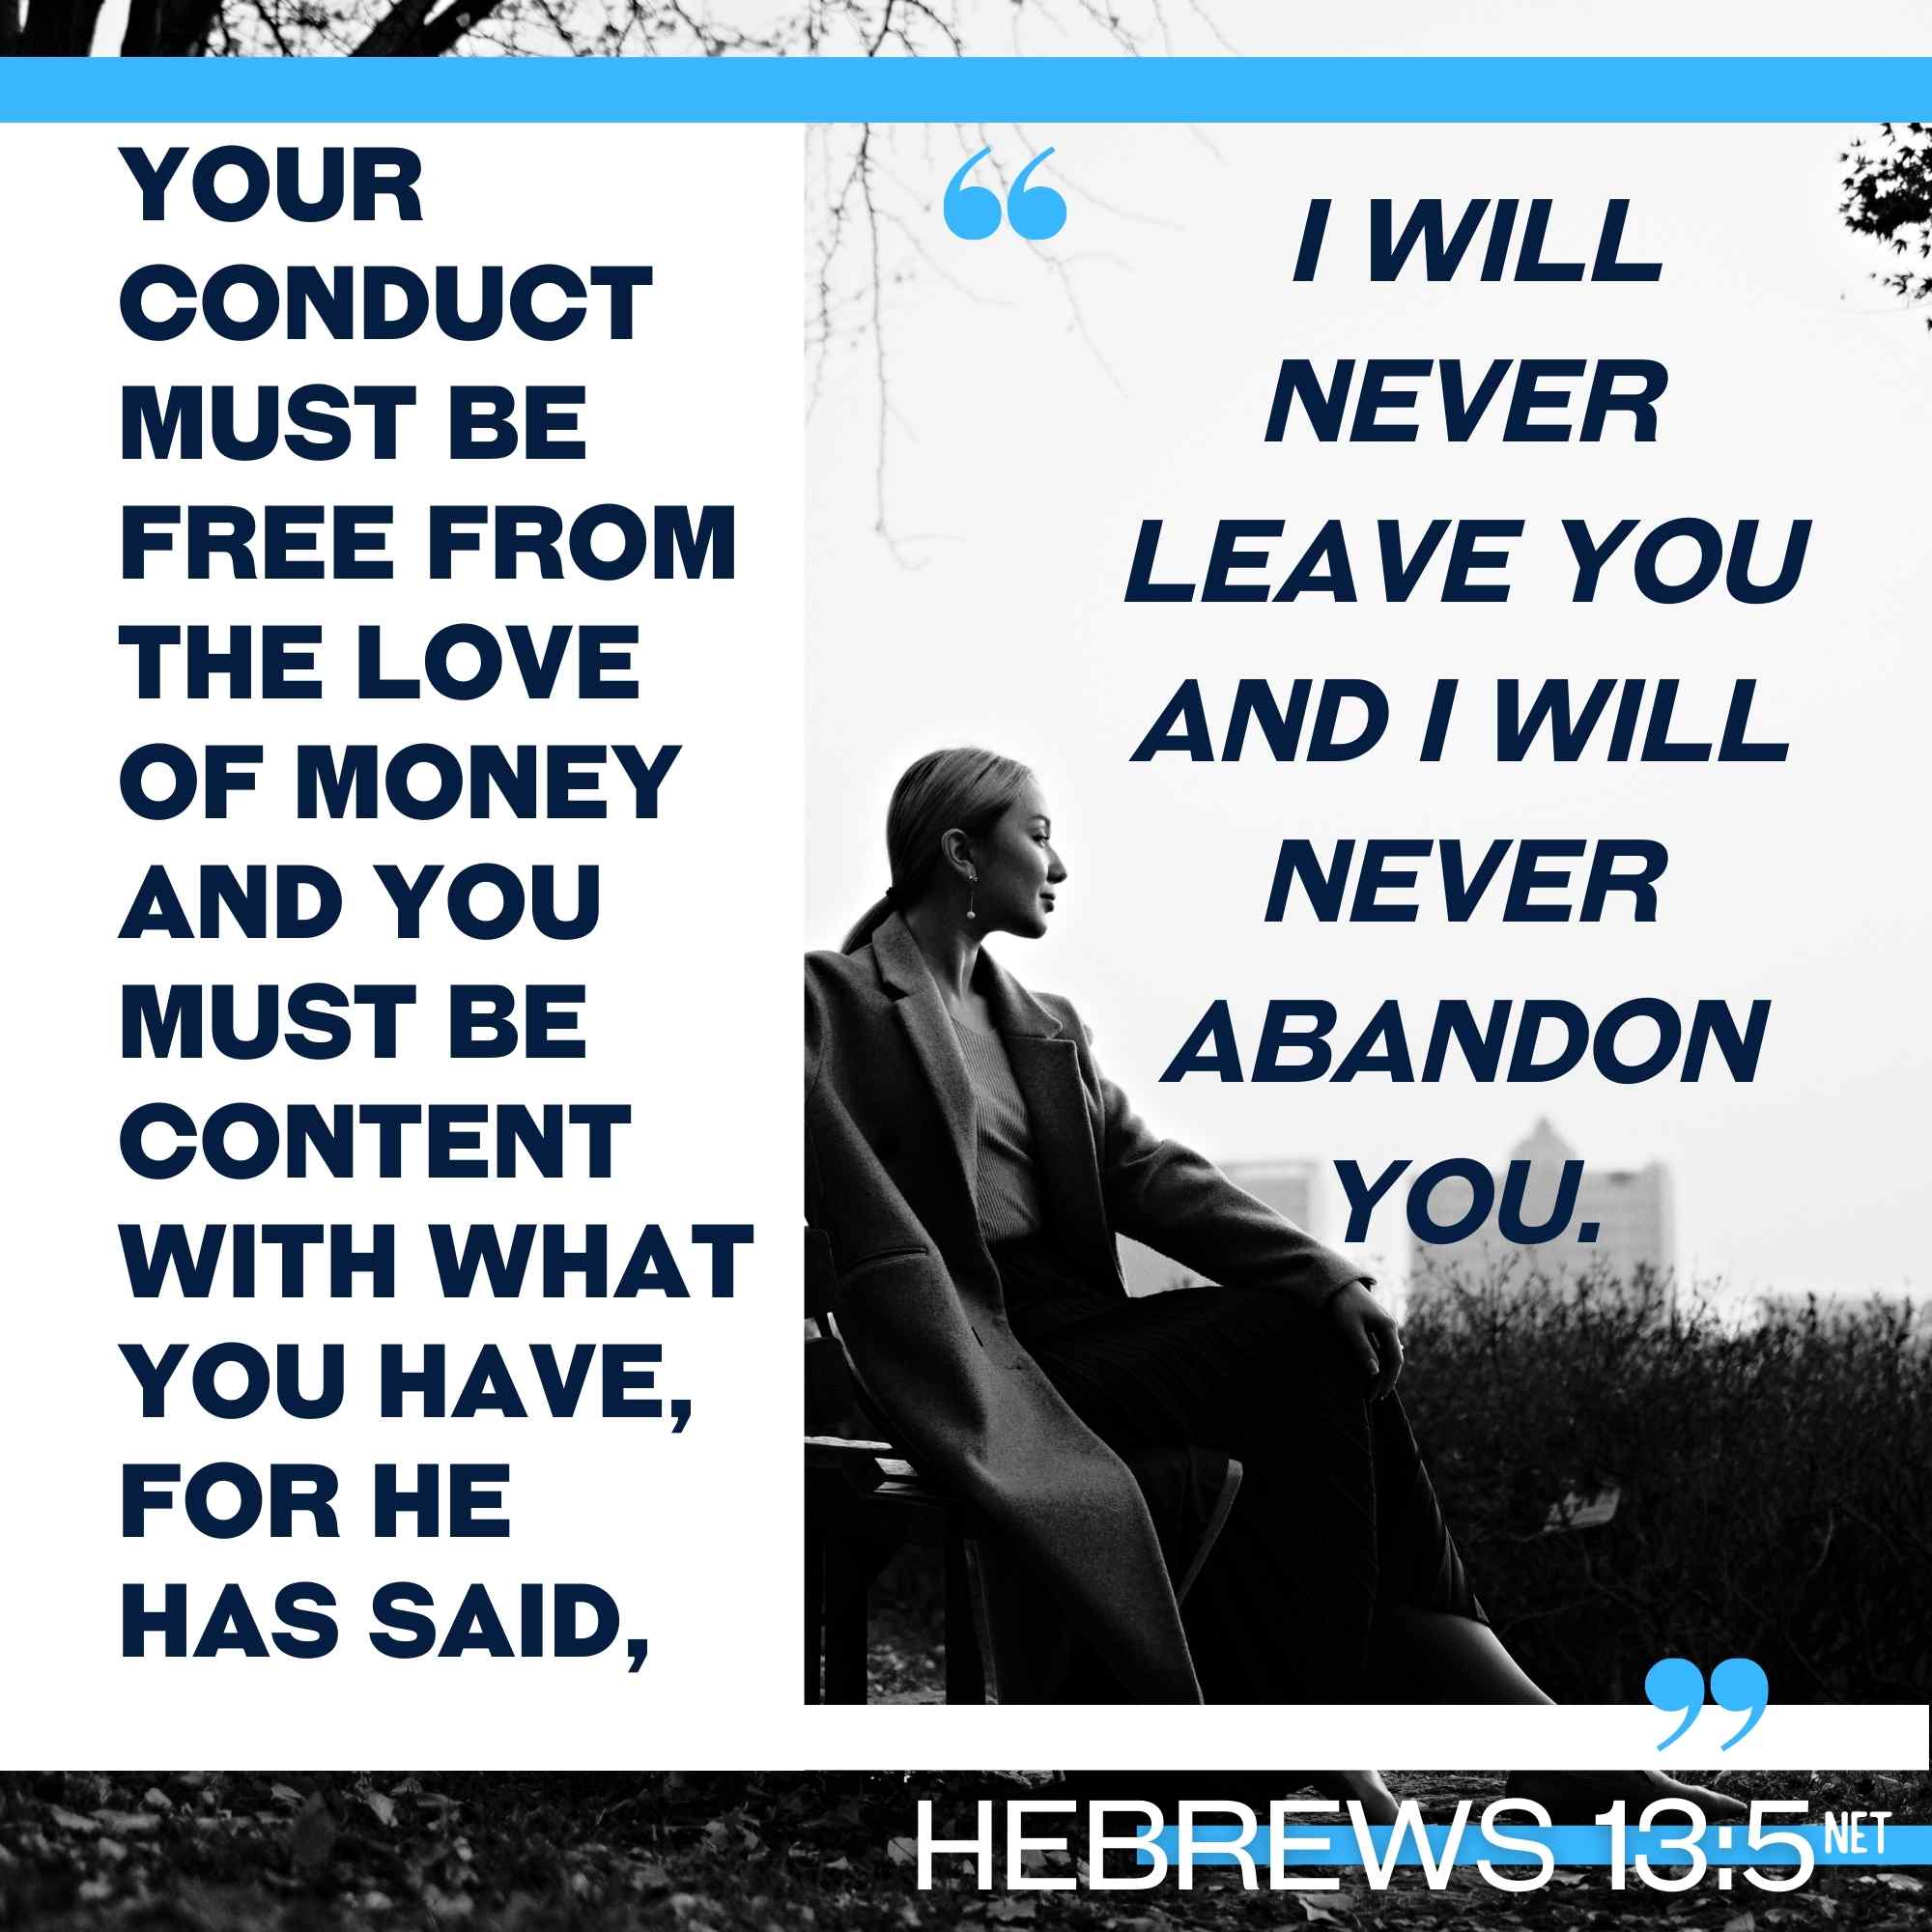 YOUR
CONDUCT
MUST BE
FREE FROM
THE LOVE
OF MONEY
AND YOU
MUST BE
CONTENT
WITH WHAT
YOU HAVE,
FOR HE
HAS SAID,
“
I WILL
NEVER
LEAVE YOU
AND I WILL
NEVER
ABANDON
YOU.
”
HEBREWS 13:5 NET